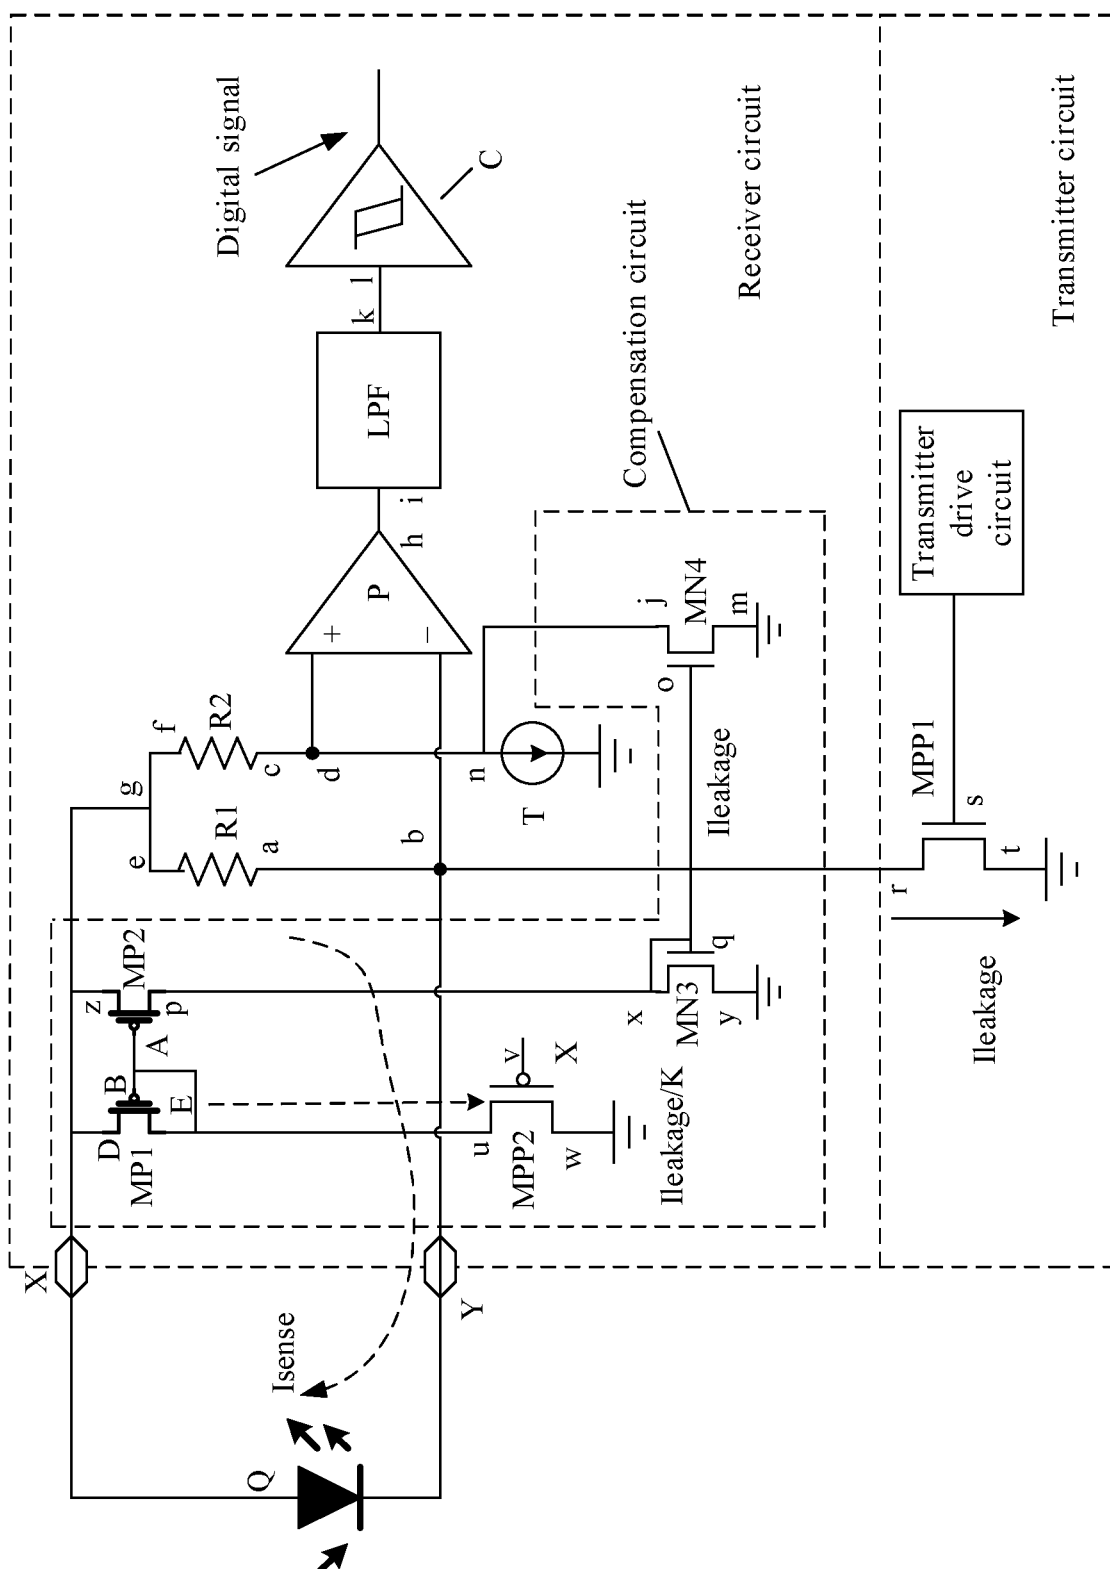 Digital signal
C
l
k
LPF
i
h
P
+
−
Receiver circuit
Compensation circuit
Transmitter circuit
Transmitter
drive
circuit
f
R2
c
d
g
e
R1
a
b
n
T
j
MN4
m
o
Ileakage
MPP1
s
r
t
Ileakage
z
MP2
p
A
B
D
E
MP1
x
q
MN3
y
v
X
u
MPP2
w
Ileakage/K
X
Y
Isense
Q